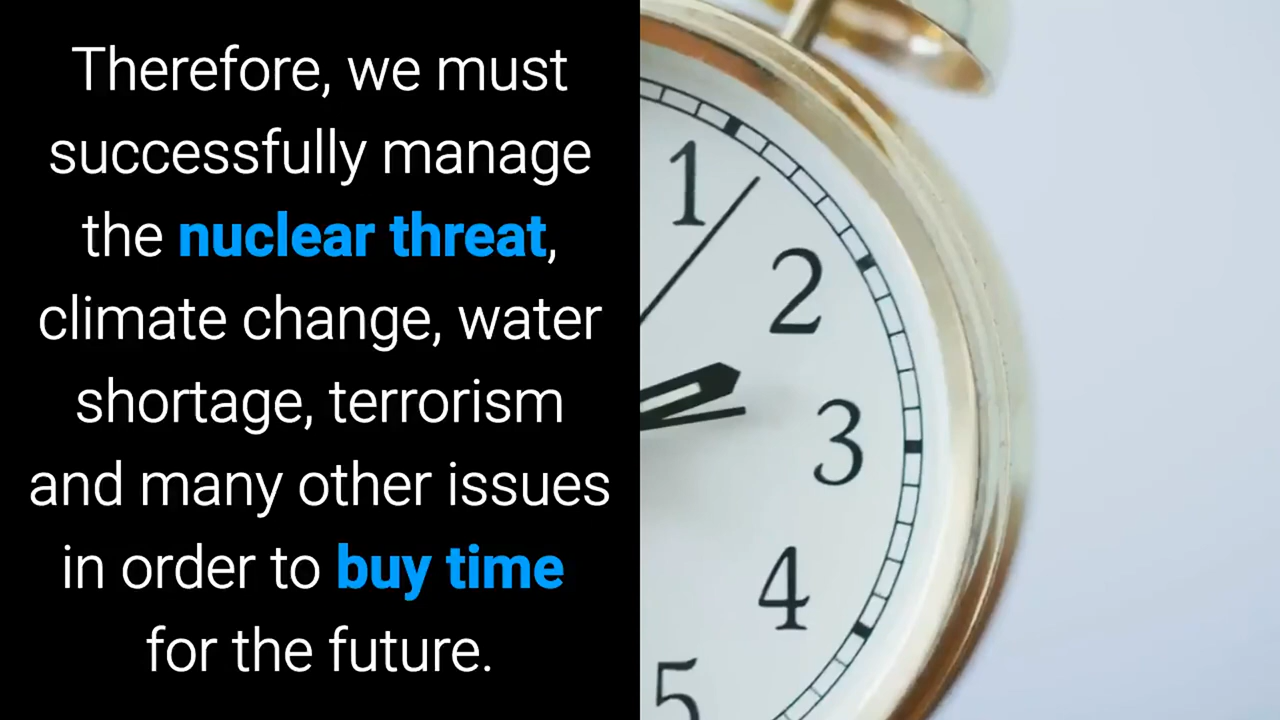 Therefore, we must
successfully manage
the nuclear threat,
climate change, water
shortage, terrorism
and many other issues
in order to buy time
for the future.
1
2
3
4
5